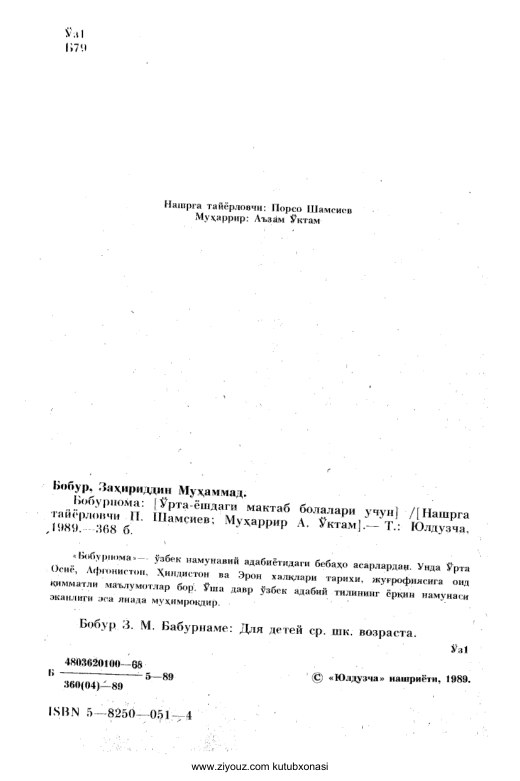 Ўз1
Б79
Нашрга тайёрловчи: Порсо Шамсиев
Муҳаррир: Аъзам Ўктам
Бобур, Заҳириддин Муҳаммад.
Бобурнома: [Ўрта-ёшдаги мактаб болалари учун] /[Нашрга
тайёрловчи П. Шамсиев; Муҳаррир А. Ўктам].— Т.: Юлдузча,
1989.—368 б.
«Бобурнома»— ўзбек намунавий адабиётидаги бебаҳо асарлардан. Унда Ўрта
Осиё, Афғонистон, Ҳиндистон ва Эрон халқлари тарихи, жуғрофиясига оид
қимматли маълумотлар бор. Ўша давр ўзбек адабий тилининг ёрқин намунаси
эканлиги эса янада муҳимроқдир.
Бобур З. М. Бабурнаме: Для детей ср. шк. возраста.
Ўз1
Б 4803620100—68
360(04)—89 5—89
© «Юлдузча» нашриёти, 1989.
ISBN 5—8250—051—4
www.ziyouz.com kutubxonasi